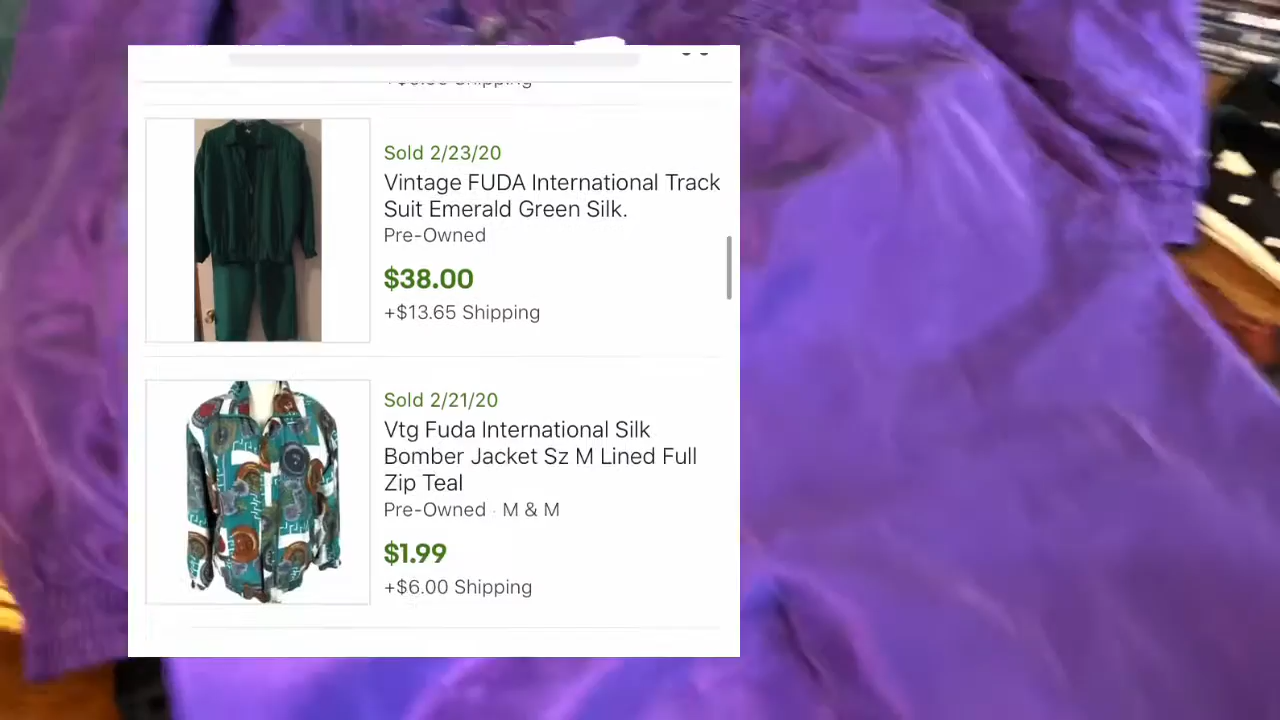 Sold 2/23/20
Vintage FUDA International Track
Suit Emerald Green Silk.
Pre-Owned
$38.00
+$13.65 Shipping
Sold 2/21/20
Vtg Fuda International Silk
Bomber Jacket Sz M Lined Full
Zip Teal
Pre-Owned · M & M
$1.99
+$6.00 Shipping